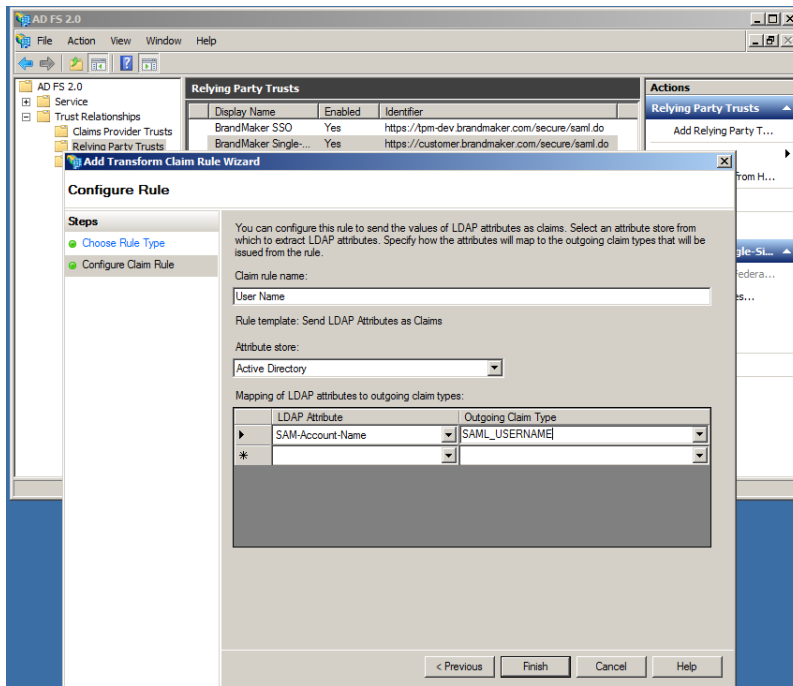 AD FS 2.0
File Action View Window Help
AD FS 2.0
Service
Trust Relationships
Claims Provider Trusts
Relying Party Trusts
Relying Party Trusts
Display Name Enabled Identifier
BrandMaker SSO Yes https://tpm-dev.brandmaker.com/secure/saml.do
BrandMaker Single-... Yes https://customer.brandmaker.com/secure/saml.do
Actions
Relying Party Trusts
Add Relying Party T...
from H...
gle-Si...
Federa...
es...
Add Transform Claim Rule Wizard
Configure Rule
Steps
Choose Rule Type
Configure Claim Rule
You can configure this rule to send the values of LDAP attributes as claims. Select an attribute store from
which to extract LDAP attributes. Specify how the attributes will map to the outgoing claim types that will be
issued from the rule.
Claim rule name:
User Name
Rule template: Send LDAP Attributes as Claims
Attribute store:
Active Directory
Mapping of LDAP attributes to outgoing claim types:
LDAP Attribute Outgoing Claim Type
SAM-Account-Name SAML_USERNAME
< Previous Finish Cancel Help